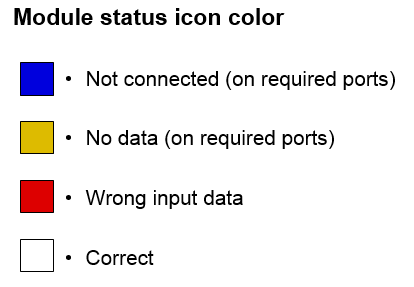 Module status icon color
• Not connected (on required ports)
• No data (on required ports)
• Wrong input data
• Correct